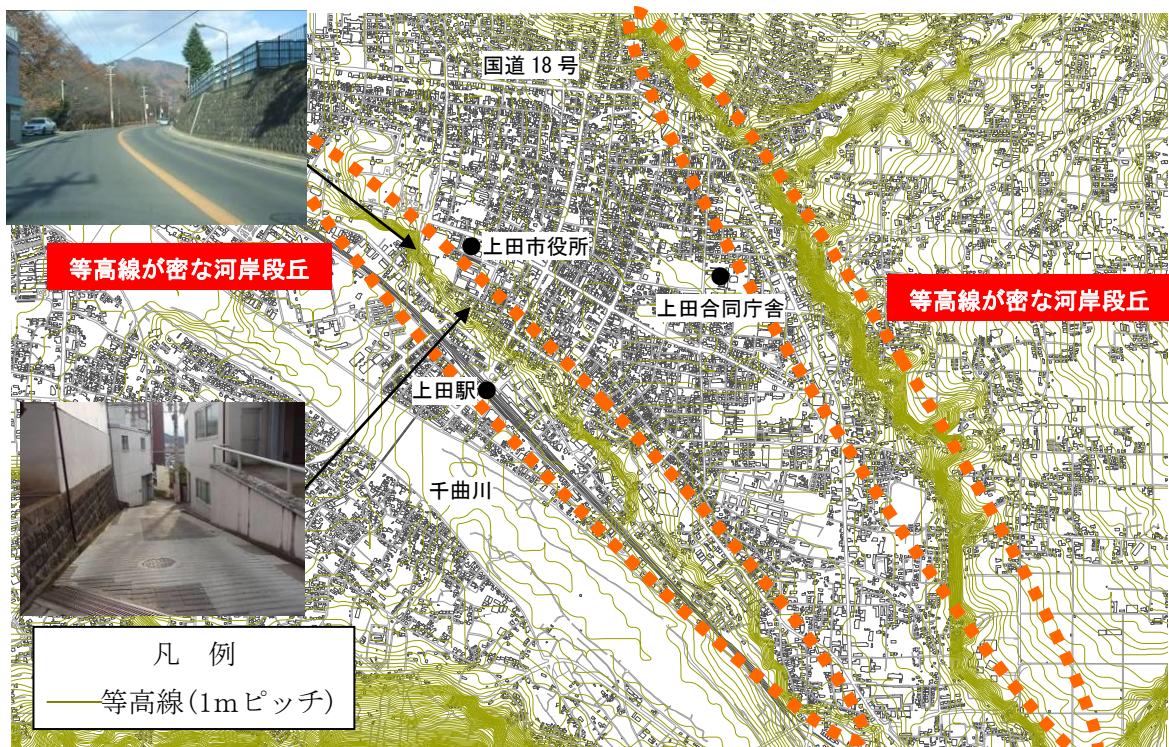 国道 18 号
上田市役所
等高線が密な河岸段丘
上田合同庁舎
等高線が密な河岸段丘
上田駅
千曲川
凡 例
等高線(1mピッチ)